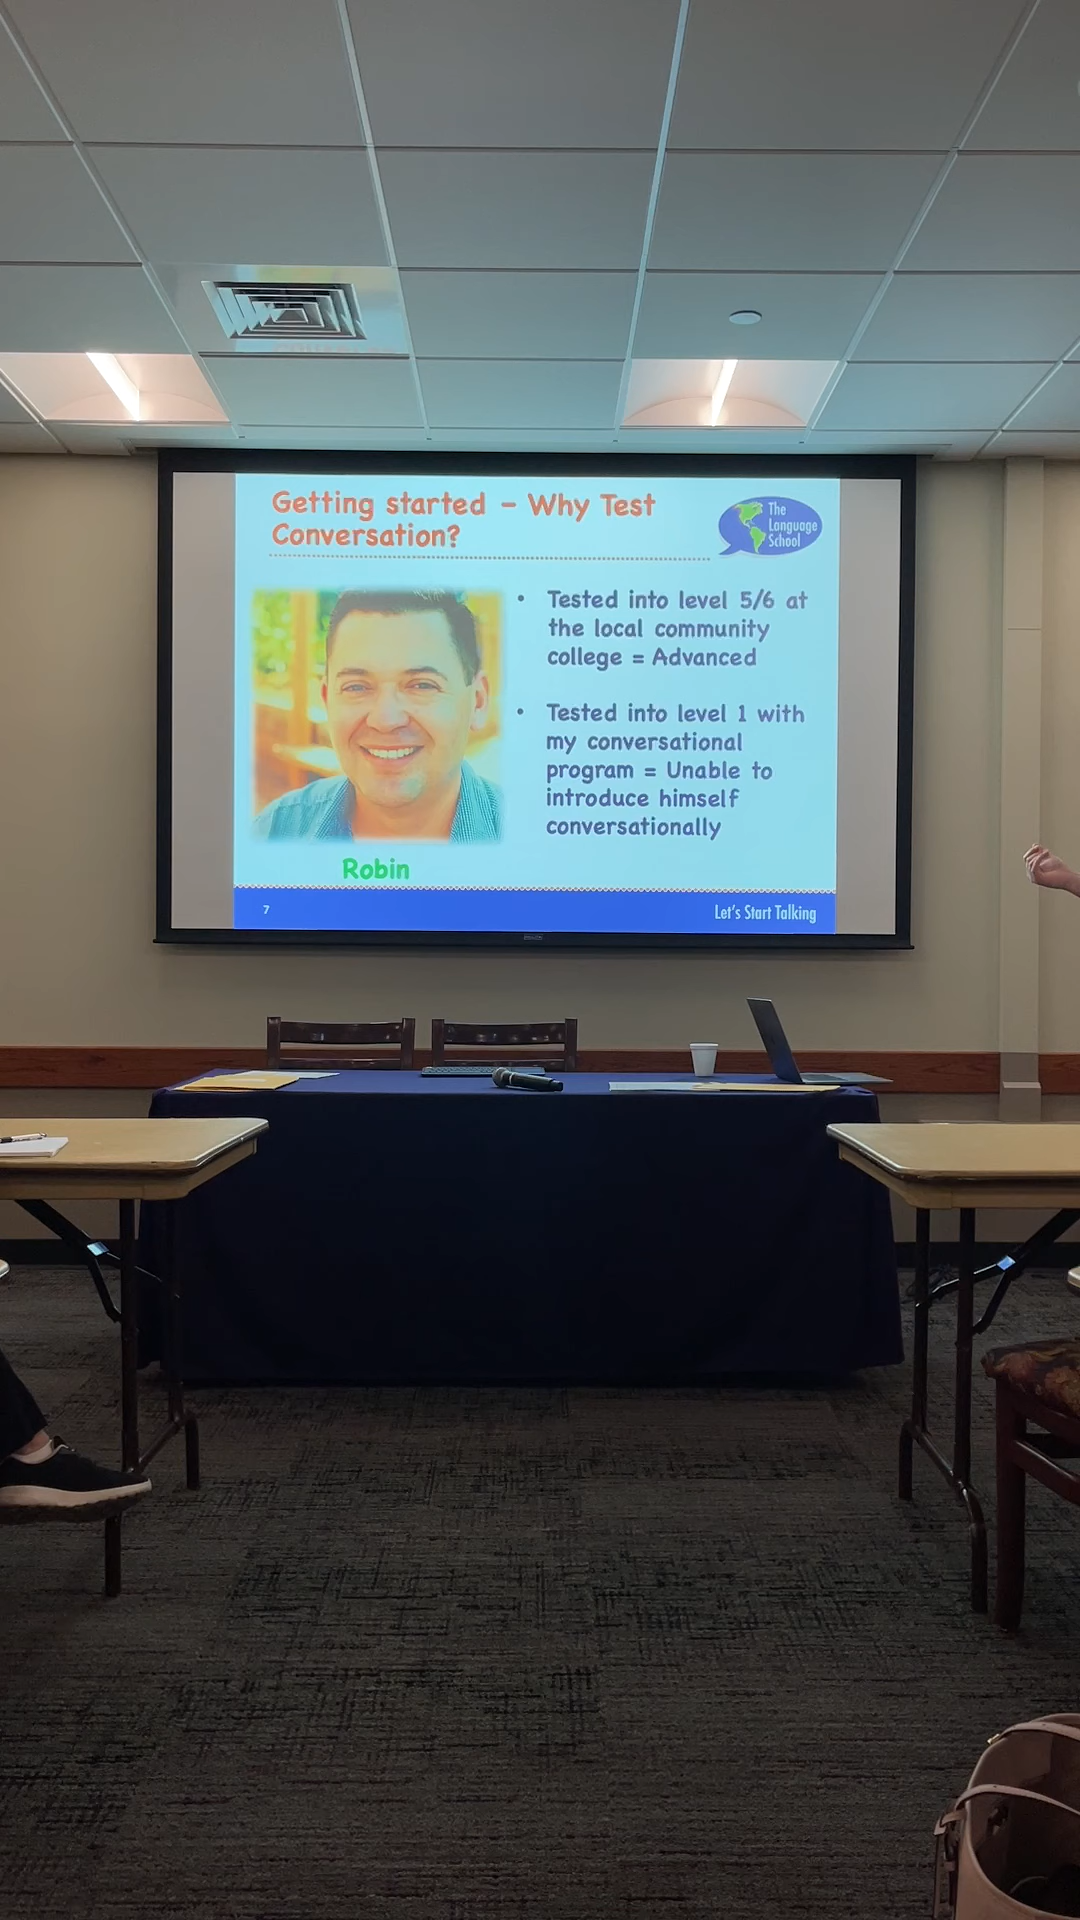 Getting started – Why Test
Conversation?
The
Language
School
• Tested into level 5/6 at
the local community
college = Advanced
• Tested into level 1 with
my conversational
program = Unable to
introduce himself
conversationally
Robin
7
Let's Start Talking